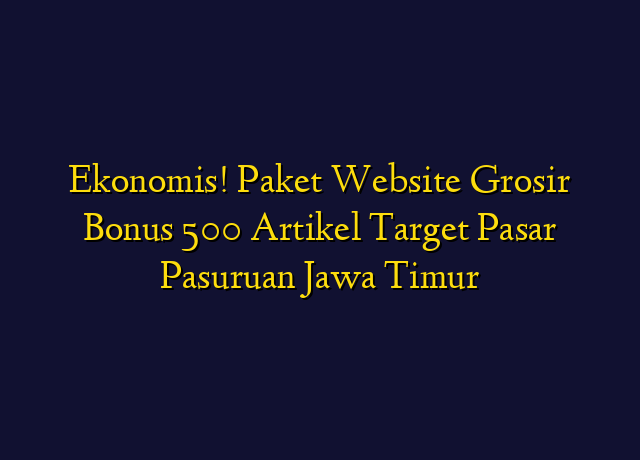 Ekonomis! Paket Website Grosir
Bonus 500 Artikel Target Pasar
Pasuruan Jawa Timur